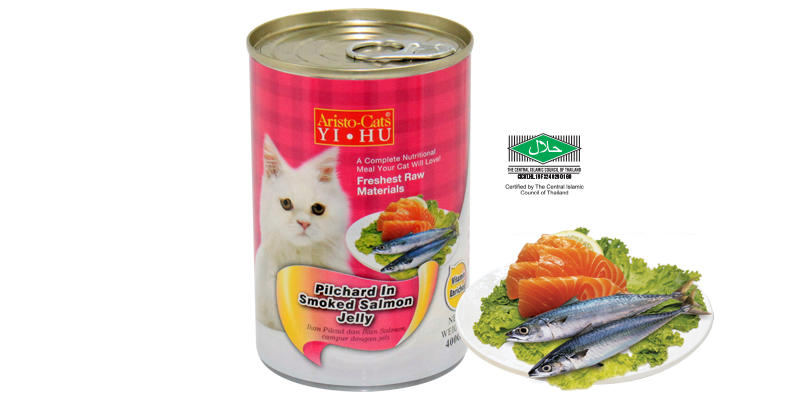 Aristo-Cats®
YI•HU
A Complete Nutritional
Meal Your Cat Will Love!
Freshest Raw
Materials
Pilchard In
Smoked Salmon
Jelly
Ikan Pilcad dan Ikan Salmon,
campur dengan jeli
حلال
THE CENTRAL ISLAMIC COUNCIL OF THAILAND
Certified by The Central Islamic
Council of Thailand